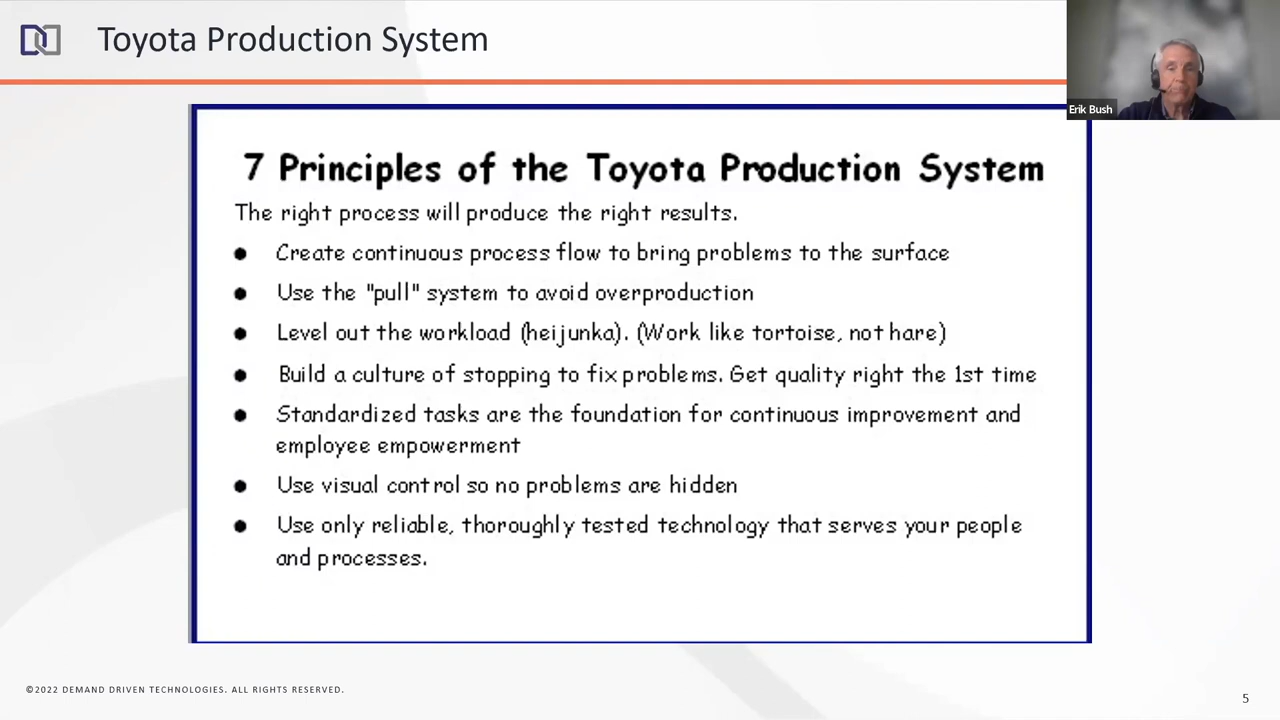 Toyota Production System
Erik Bush
7 Principles of the Toyota Production System
The right process will produce the right results.
● Create continuous process flow to bring problems to the surface
● Use the "pull" system to avoid overproduction
● Level out the workload (heijunka). (Work like tortoise, not hare)
● Build a culture of stopping to fix problems. Get quality right the 1st time
● Standardized tasks are the foundation for continuous improvement and
employee empowerment
● Use visual control so no problems are hidden
● Use only reliable, thoroughly tested technology that serves your people
and processes.
©2022 DEMAND DRIVEN TECHNOLOGIES. ALL RIGHTS RESERVED.
5